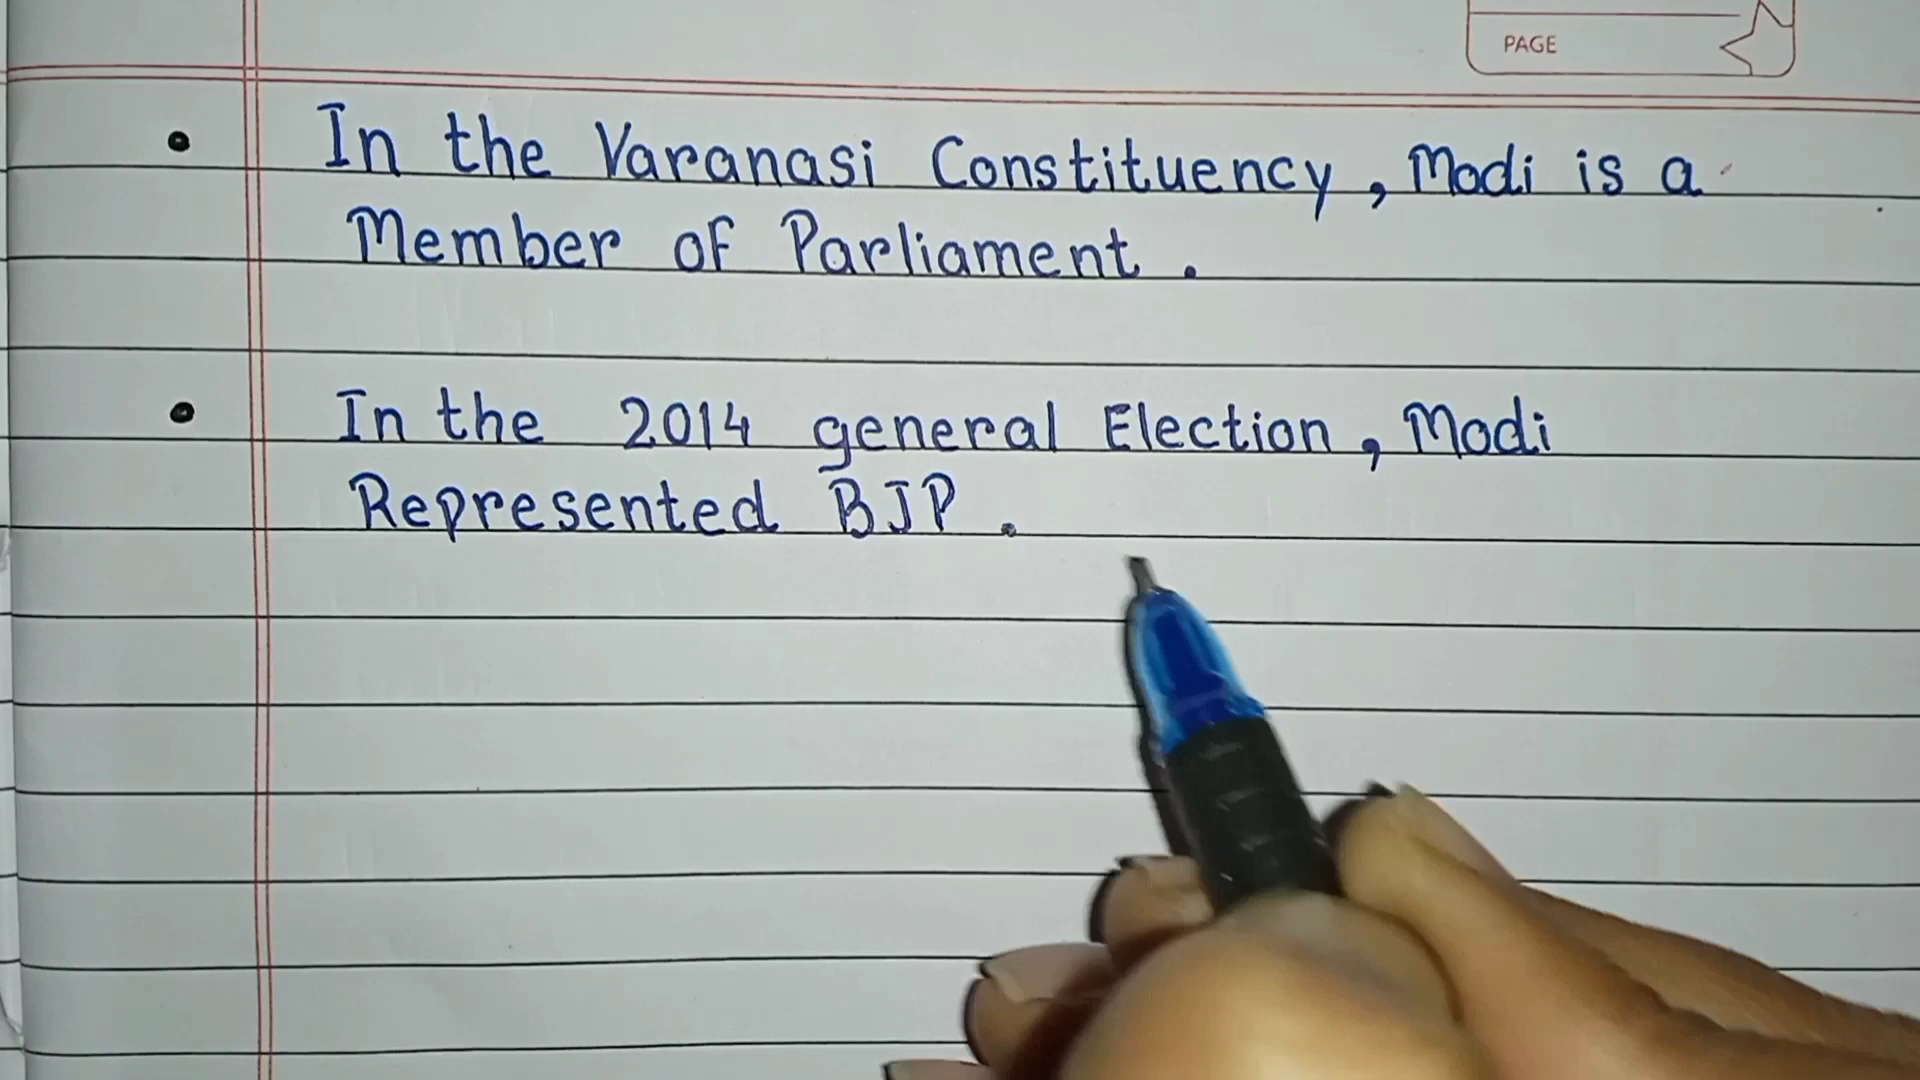 PAGE
• In the Varanasi Constituency, Modi is a
Member of Parliament.
• In the 2014 general Election, Modi
Represented BJP.